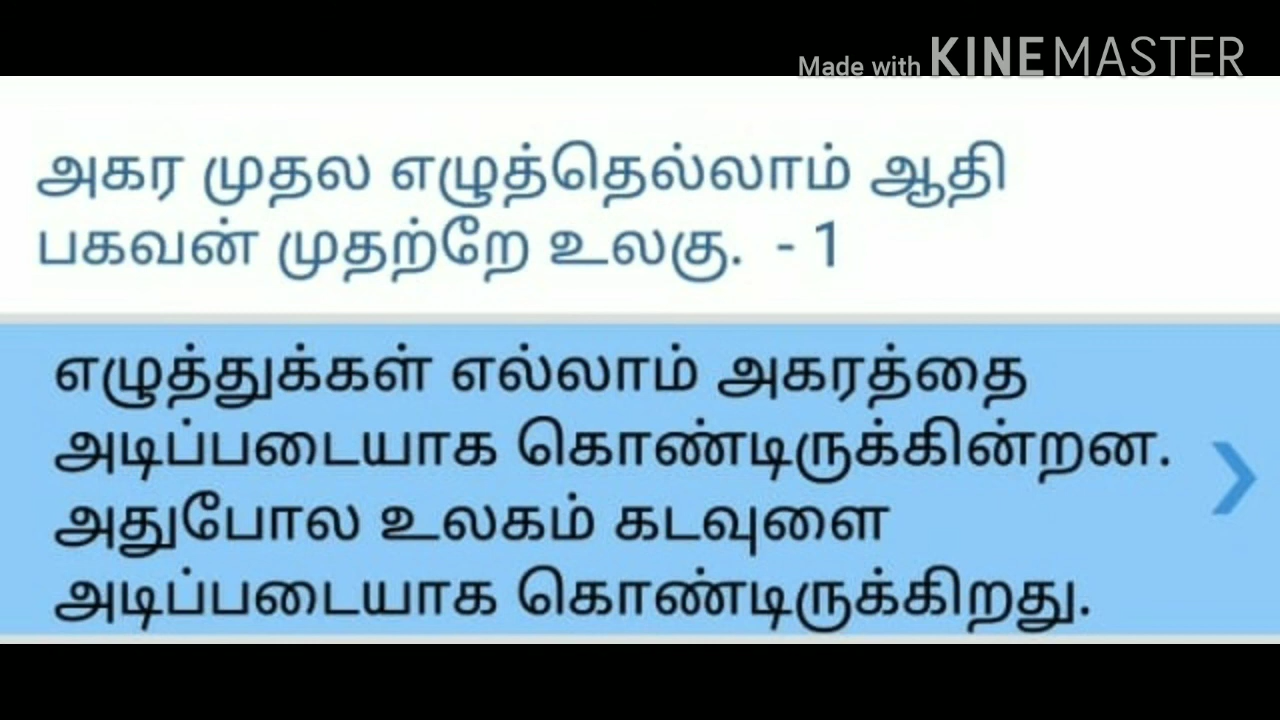 Made with KINEMASTER
அகர முதல எழுத்தெல்லாம் ஆதி
பகவன் முதற்றே உலகு. - 1
எழுத்துக்கள் எல்லாம் அகரத்தை
அடிப்படையாக கொண்டிருக்கின்றன.
அதுபோல உலகம் கடவுளை
அடிப்படையாக கொண்டிருக்கிறது.